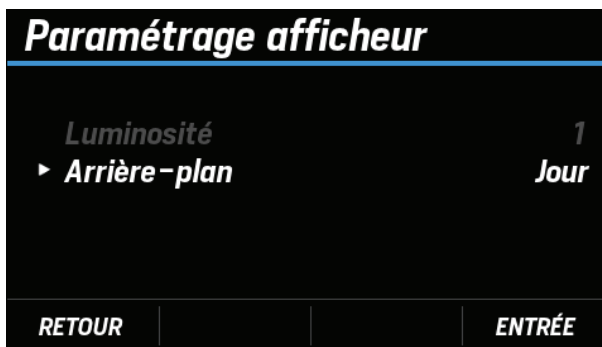 Paramétrage afficheur
Luminosité 1
▸ Arrière-plan Jour
RETOUR ENTRÉE